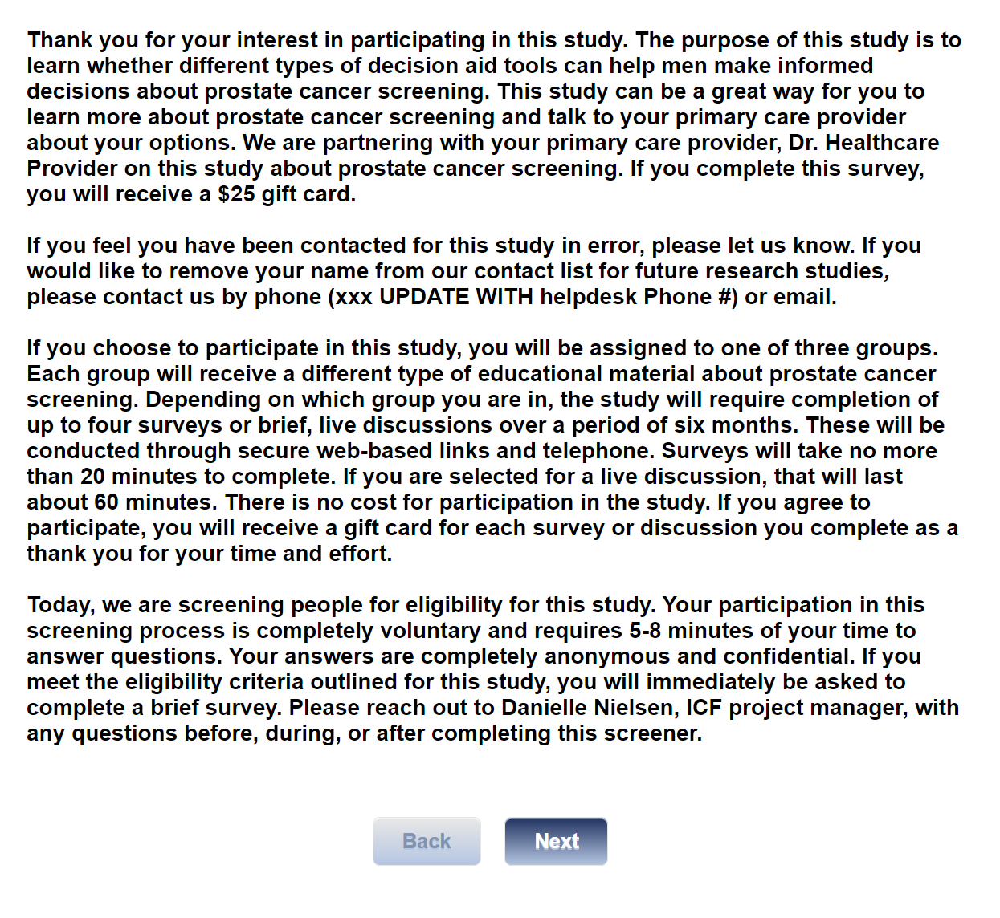 Thank you for your interest in participating in this study. The purpose of this study is to
learn whether different types of decision aid tools can help men make informed
decisions about prostate cancer screening. This study can be a great way for you to
learn more about prostate cancer screening and talk to your primary care provider
about your options. We are partnering with your primary care provider, Dr. Healthcare
Provider on this study about prostate cancer screening. If you complete this survey,
you will receive a $25 gift card.
If you feel you have been contacted for this study in error, please let us know. If you
would like to remove your name from our contact list for future research studies,
please contact us by phone (xxx UPDATE WITH helpdesk Phone #) or email.
If you choose to participate in this study, you will be assigned to one of three groups.
Each group will receive a different type of educational material about prostate cancer
screening. Depending on which group you are in, the study will require completion of
up to four surveys or brief, live discussions over a period of six months. These will be
conducted through secure web-based links and telephone. Surveys will take no more
than 20 minutes to complete. If you are selected for a live discussion, that will last
about 60 minutes. There is no cost for participation in the study. If you agree to
participate, you will receive a gift card for each survey or discussion you complete as a
thank you for your time and effort.
Today, we are screening people for eligibility for this study. Your participation in this
screening process is completely voluntary and requires 5-8 minutes of your time to
answer questions. Your answers are completely anonymous and confidential. If you
meet the eligibility criteria outlined for this study, you will immediately be asked to
complete a brief survey. Please reach out to Danielle Nielsen, ICF project manager, with
any questions before, during, or after completing this screener.
Back
Next